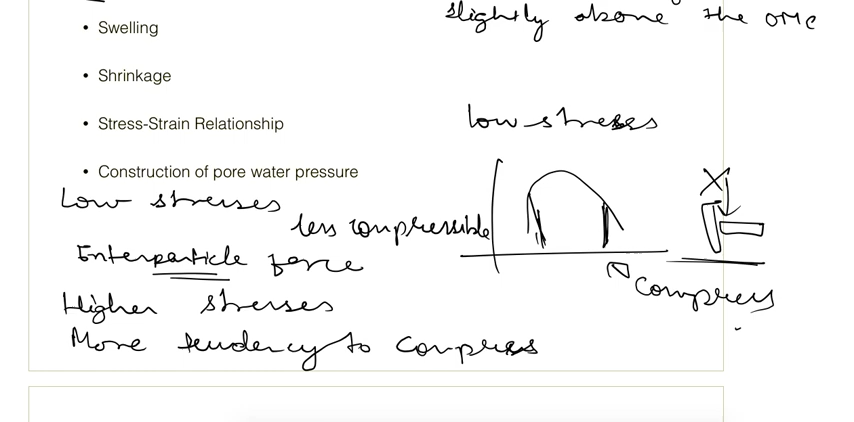 slightly above the OMC
• Swelling
• Shrinkage
low stresses
• Stress-Strain Relationship
• Construction of pore water pressure
Low stresses
less compressible
Interparticle force
Compress
Higher stresses
More tendency to compress